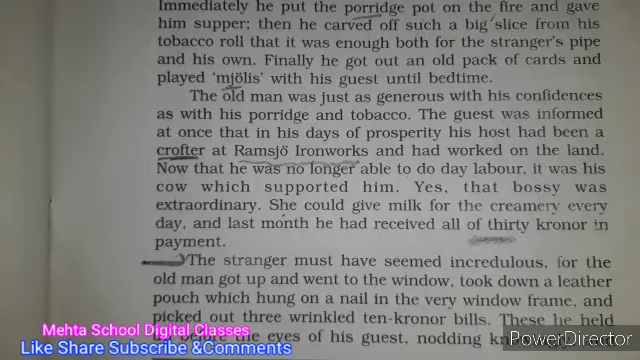 Immediately he put the porridge pot on the fire and gave
him supper; then he carved off such a big slice from his
tobacco roll that it was enough both for the stranger's pipe
and his own. Finally he got out an old pack of cards and
played 'mjölis' with his guest until bedtime.
The old man was just as generous with his confidences
as with his porridge and tobacco. The guest was informed
at once that in his days of prosperity his host had been a
crofter at Ramsjö Ironworks and had worked on the land.
Now that he was no longer able to do day labour, it was his
cow which supported him. Yes, that bossy was
extraordinary. She could give milk for the creamery every
day, and last month he had received all of thirty kronor in
payment.
The stranger must have seemed incredulous, for the
old man got up and went to the window, took down a leather
pouch which hung on a nail in the very window frame, and
picked out three wrinkled ten-kronor bills. These he held
before the eyes of his guest, nodding
Mehta School Digital Classes
Like Share Subscribe &Comments
PowerDirector